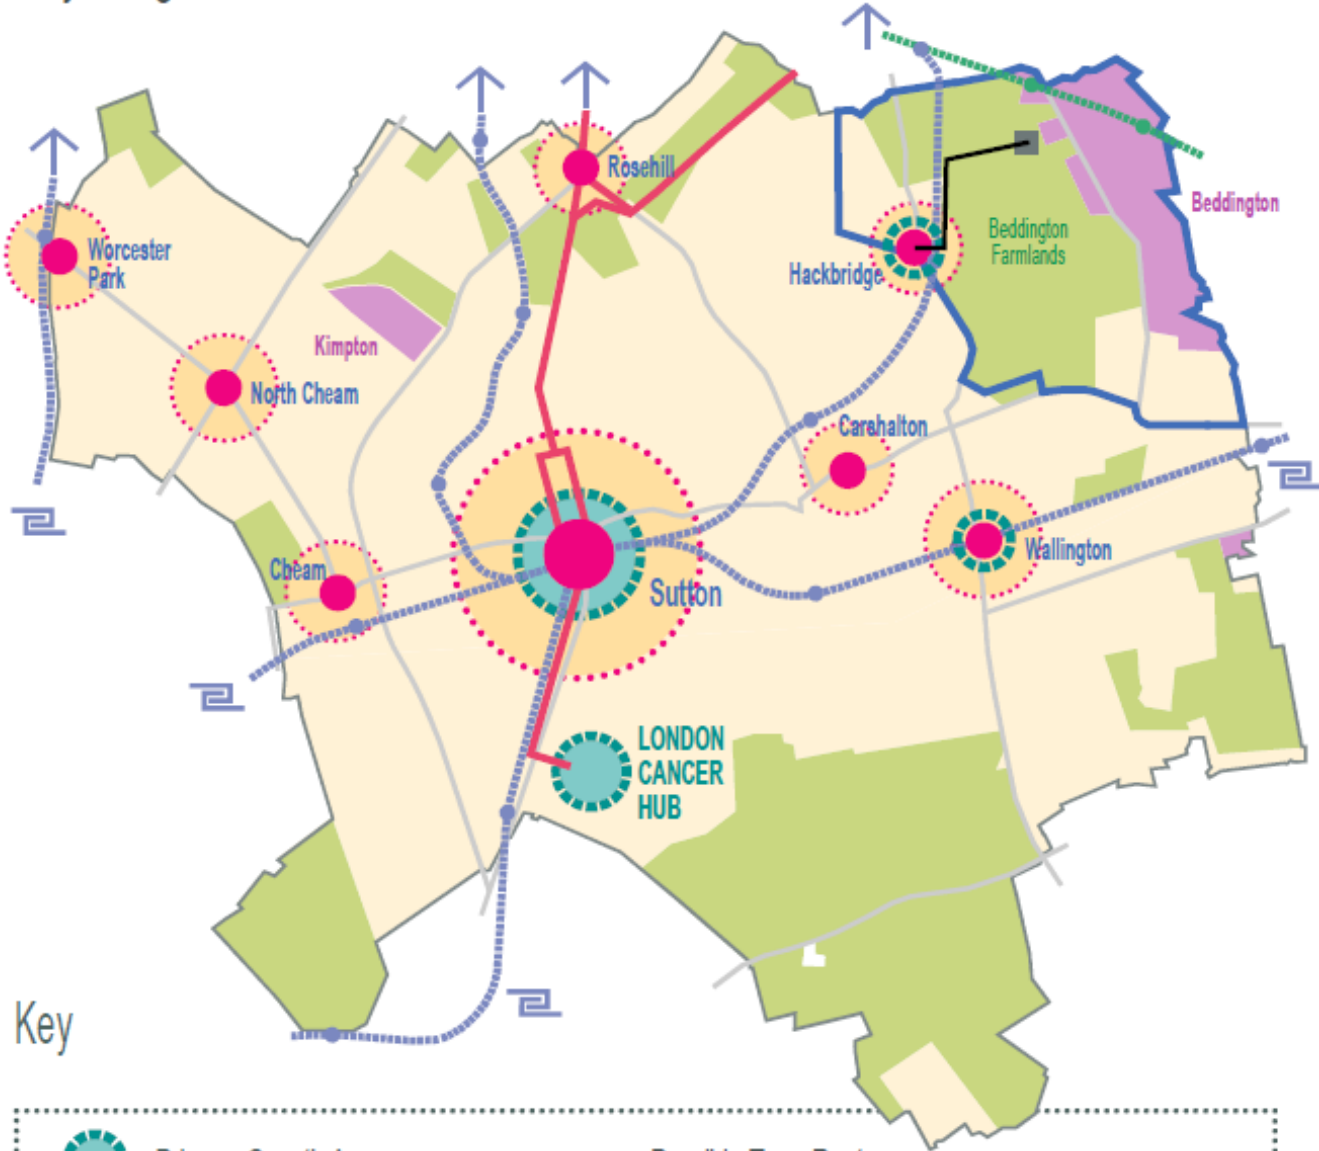 Rosehill
Worcester
Park
Beddington
Beddington
Farmlands
Hackbridge
Kimpton
North Cheam
Carshalton
Cheam
Wallington
Sutton
LONDON
CANCER
HUB
Key